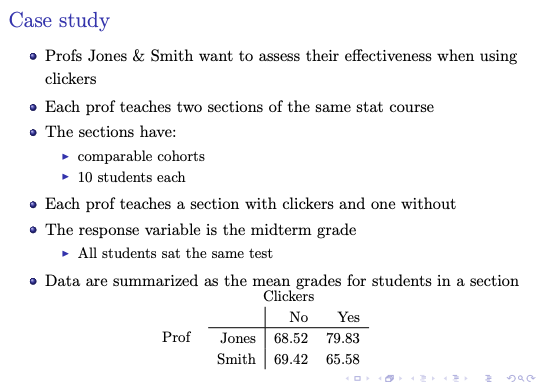 Case study
Profs Jones & Smith want to assess their effectiveness when using
clickers
Each prof teaches two sections of the same stat course
The sections have:
comparable cohorts
10 students each
Each prof teaches a section with clickers and one without
The response variable is the midterm grade
All students sat the same test
Data are summarized as the mean grades for students in a section
Clickers
No Yes
Prof Jones 68.52 79.83
Smith 69.42 65.58